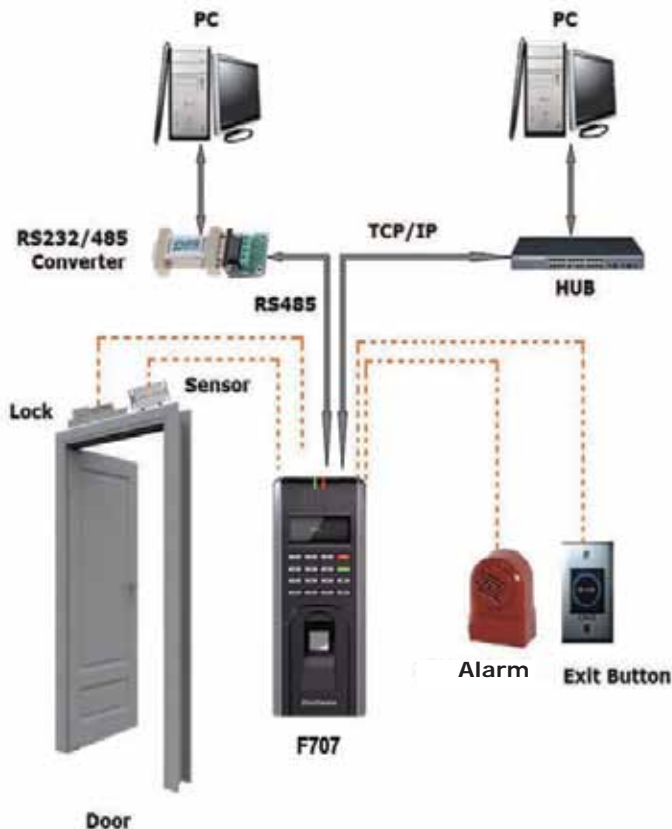 PC
PC
RS232/485
Converter
TCP/IP
HUB
RS485
Sensor
Lock
Alarm
Exit Button
F707
Door